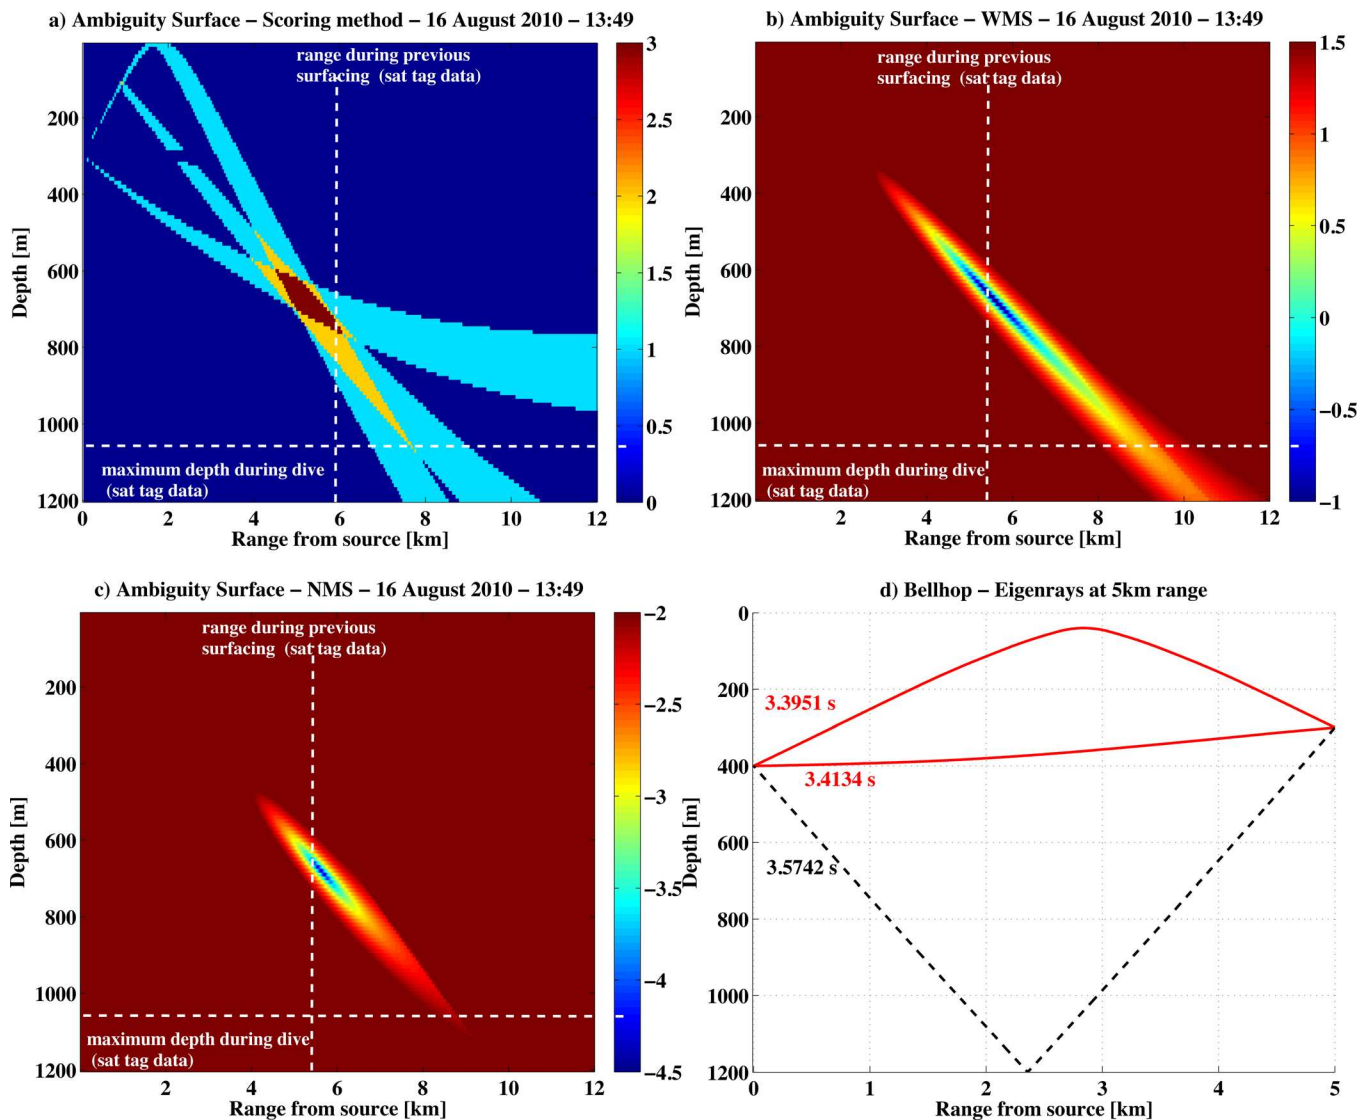 a) Ambiguity Surface – Scoring method – 16 August 2010 – 13:49
range during previous
surfacing (sat tag data)
Depth [m]
200
400
600
800
1000
1200
maximum depth during dive
(sat tag data)
0
2
4
6
8
10
12
Range from source [km]
3
2.5
2
1.5
1
0.5
0
b) Ambiguity Surface – WMS – 16 August 2010 – 13:49
range during previous
surfacing (sat tag data)
Depth [m]
200
400
600
800
1000
1200
maximum depth during dive
(sat tag data)
2
4
6
8
10
12
Range from source [km]
1.5
1
0.5
0
−0.5
−1
c) Ambiguity Surface – NMS – 16 August 2010 – 13:49
range during previous
surfacing (sat tag data)
Depth [m]
200
400
600
800
1000
1200
maximum depth during dive
(sat tag data)
0
2
4
6
8
10
12
Range from source [km]
−2
−2.5
−3
−3.5
−4
−4.5
d) Bellhop – Eigenrays at 5km range
Depth [m]
0
200
400
600
800
1000
1200
3.3951 s
3.4134 s
3.5742 s
0
1
2
3
4
5
Range from source [km]